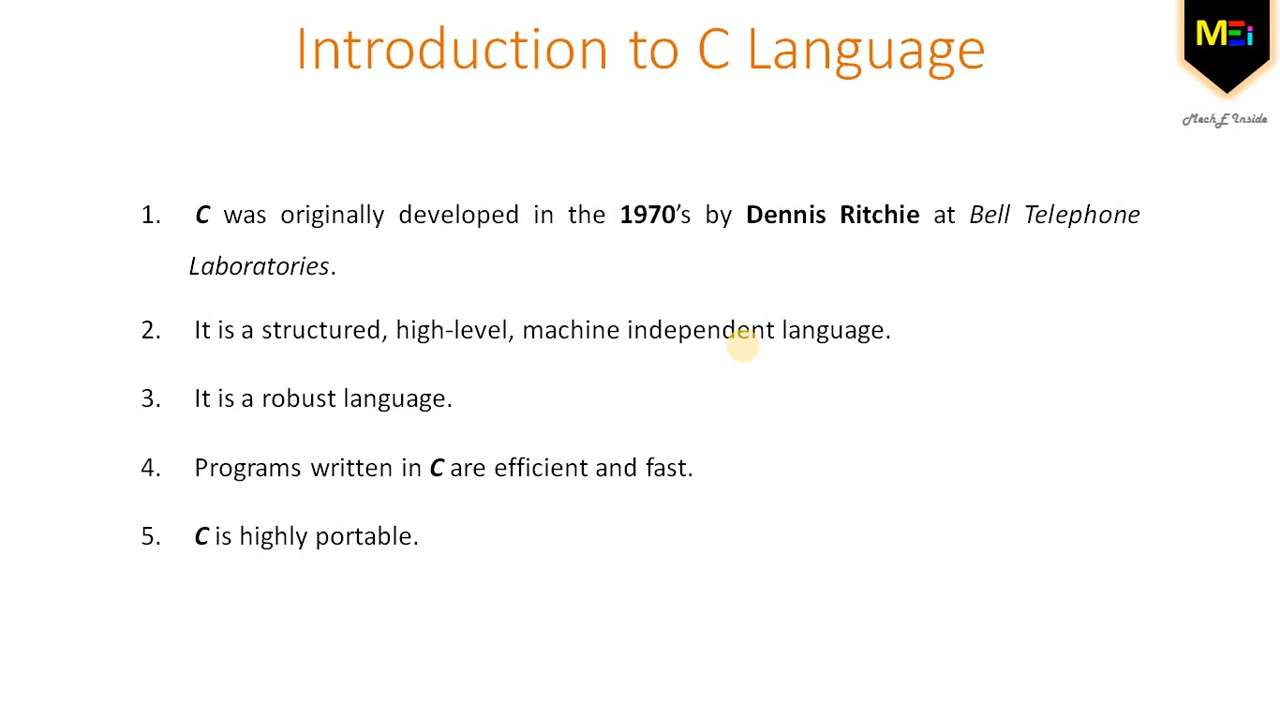 Introduction to C Language
MEi
Mech E Inside
1. C was originally developed in the 1970’s by Dennis Ritchie at Bell Telephone
Laboratories.
2. It is a structured, high-level, machine independent language.
3. It is a robust language.
4. Programs written in C are efficient and fast.
5. C is highly portable.